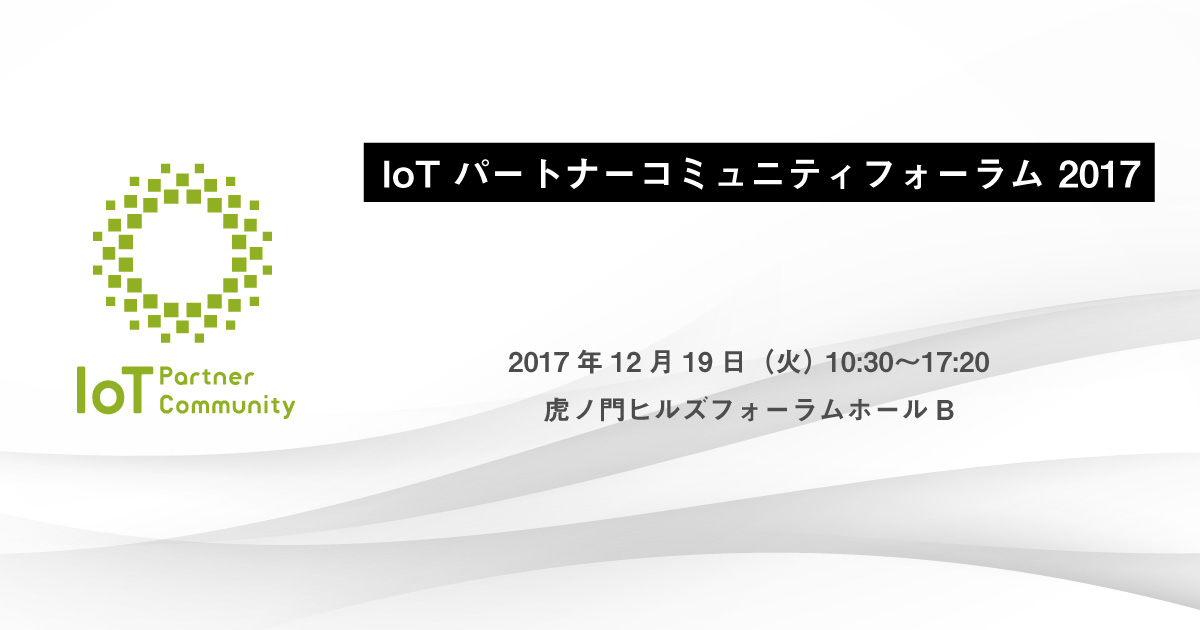 IoT パートナーコミュニティフォーラム 2017
IoT Partner Community
2017 年 12 月 19 日（火）10:30～17:20
虎ノ門ヒルズフォーラムホール B